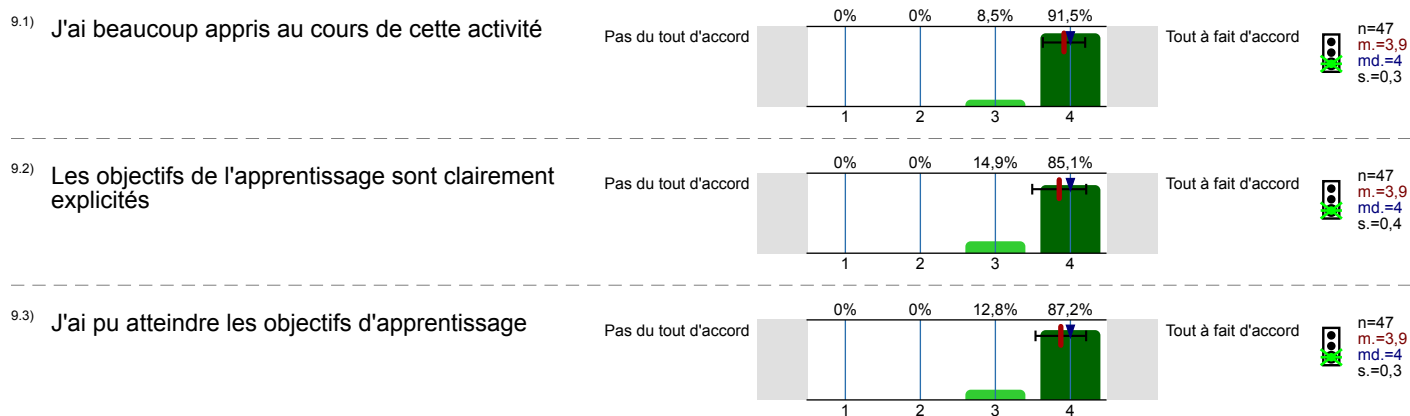 9.1) J'ai beaucoup appris au cours de cette activité
0% 0% 8,5% 91,5%
Pas du tout d'accord
Tout à fait d'accord
1 2 3 4
n=47
m.=3,9
md.=4
s.=0,3
9.2) Les objectifs de l'apprentissage sont clairement
explicités
0% 0% 14,9% 85,1%
Pas du tout d'accord
Tout à fait d'accord
1 2 3 4
n=47
m.=3,9
md.=4
s.=0,4
9.3) J'ai pu atteindre les objectifs d'apprentissage
0% 0% 12,8% 87,2%
Pas du tout d'accord
Tout à fait d'accord
1 2 3 4
n=47
m.=3,9
md.=4
s.=0,3